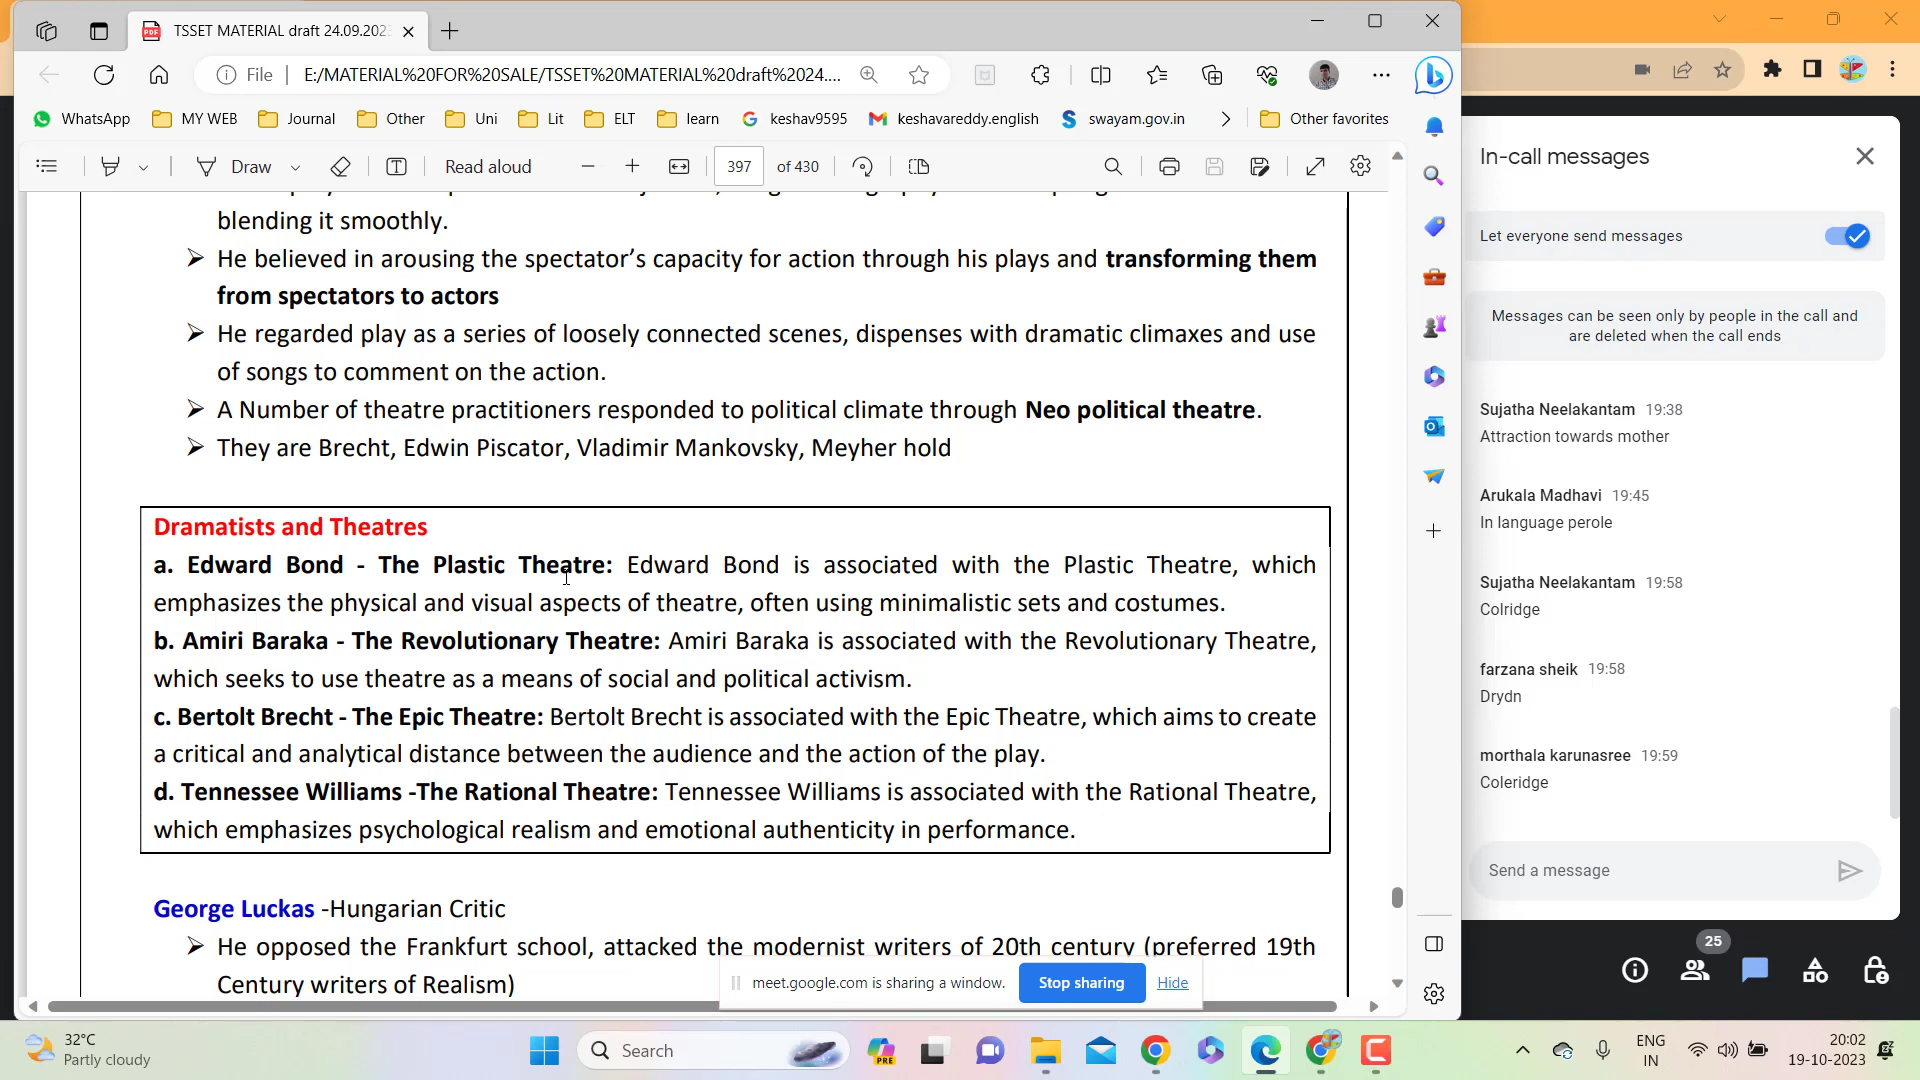 TSSET MATERIAL draft 24.09.202
File
E:/MATERIAL%20FOR%20SALE/TSSET%20MATERIAL%20draft%2024....
WhatsApp
MY WEB
Journal
Other
Uni
Lit
ELT
learn
keshav9595
keshavareddy.english
swayam.gov.in
Other favorites
Draw
Read aloud
397
of 430
blending it smoothly.
➢ He believed in arousing the spectator's capacity for action through his plays and transforming them
from spectators to actors
➢ He regarded play as a series of loosely connected scenes, dispenses with dramatic climaxes and use
of songs to comment on the action.
➢ A Number of theatre practitioners responded to political climate through Neo political theatre.
➢ They are Brecht, Edwin Piscator, Vladimir Mankovsky, Meyher hold
Dramatists and Theatres
a. Edward Bond - The Plastic Theatre: Edward Bond is associated with the Plastic Theatre, which
emphasizes the physical and visual aspects of theatre, often using minimalistic sets and costumes.
b. Amiri Baraka - The Revolutionary Theatre: Amiri Baraka is associated with the Revolutionary Theatre,
which seeks to use theatre as a means of social and political activism.
c. Bertolt Brecht - The Epic Theatre: Bertolt Brecht is associated with the Epic Theatre, which aims to create
a critical and analytical distance between the audience and the action of the play.
d. Tennessee Williams -The Rational Theatre: Tennessee Williams is associated with the Rational Theatre,
which emphasizes psychological realism and emotional authenticity in performance.
George Luckas -Hungarian Critic
➢ He opposed the Frankfurt school, attacked the modernist writers of 20th century (preferred 19th
Century writers of Realism)
meet.google.com is sharing a window.
Stop sharing
Hide
In-call messages
Let everyone send messages
Messages can be seen only by people in the call and
are deleted when the call ends
Sujatha Neelakantam 19:38
Attraction towards mother
Arukala Madhavi 19:45
In language perole
Sujatha Neelakantam 19:58
Colridge
farzana sheik 19:58
Drydn
morthala karunasree 19:59
Coleridge
Send a message
25
32°C
Partly cloudy
Search
PRE
ENG
IN
20:02
19-10-2023